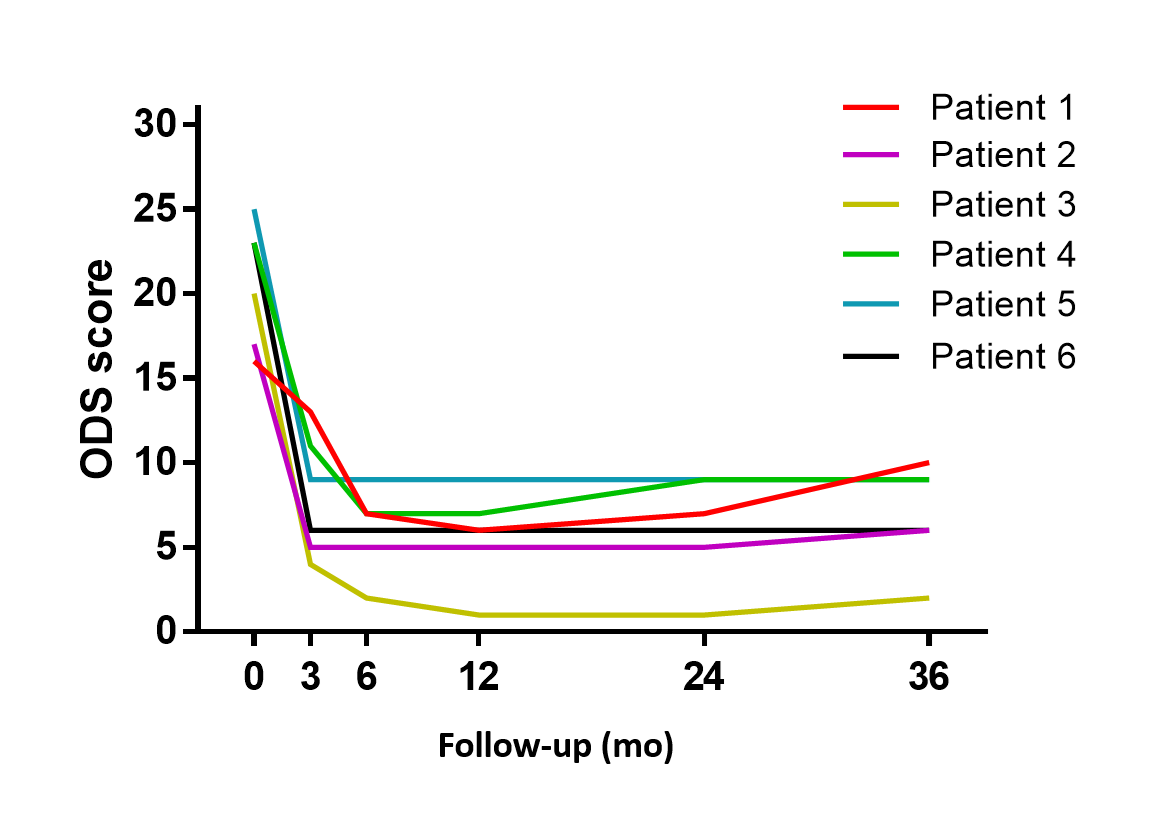 30
25
20
15
10
5
0
ODS score
0 3 6 12 24 36
Follow-up (mo)
Patient 1
Patient 2
Patient 3
Patient 4
Patient 5
Patient 6